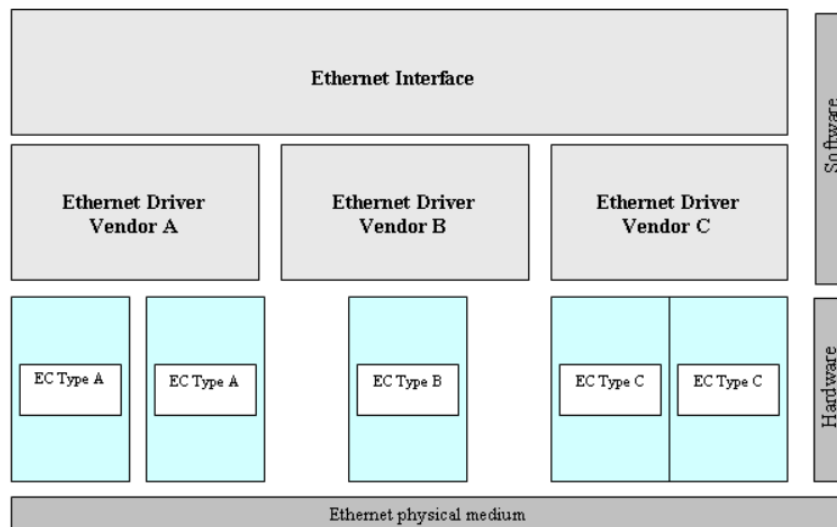 Ethernet Interface
Software
Ethernet Driver
Vendor A
Ethernet Driver
Vendor B
Ethernet Driver
Vendor C
EC Type A
EC Type A
EC Type B
EC Type C
EC Type C
Hardware
Ethernet physical medium